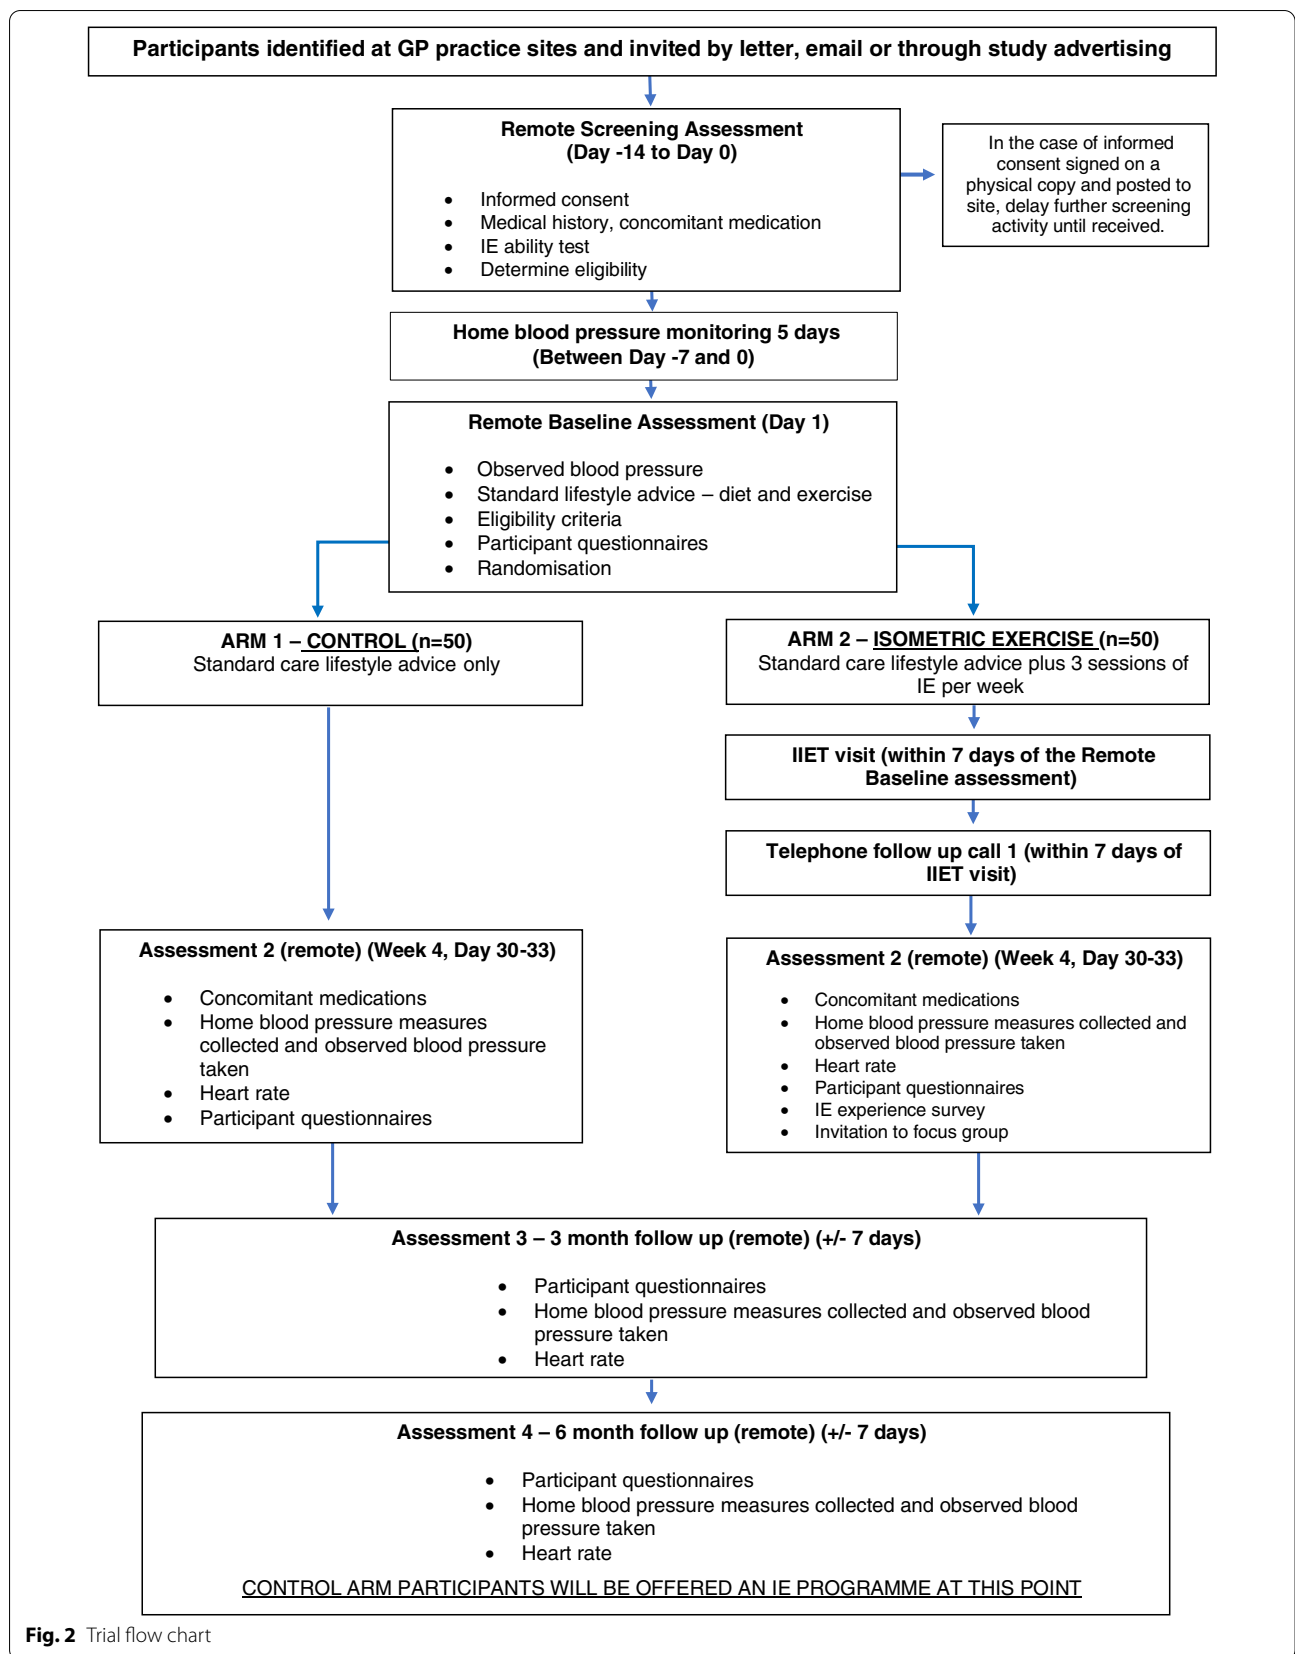 Participants identified at GP practice sites and invited by letter, email or through study advertising
Remote Screening Assessment
(Day -14 to Day 0)
• Informed consent
• Medical history, concomitant medication
• IE ability test
• Determine eligibility
In the case of informed
consent signed on a
physical copy and posted to
site, delay further screening
activity until received.
Home blood pressure monitoring 5 days
(Between Day -7 and 0)
Remote Baseline Assessment (Day 1)
• Observed blood pressure
• Standard lifestyle advice – diet and exercise
• Eligibility criteria
• Participant questionnaires
• Randomisation
ARM 1 – CONTROL (n=50)
Standard care lifestyle advice only
ARM 2 – ISOMETRIC EXERCISE (n=50)
Standard care lifestyle advice plus 3 sessions of
IE per week
IIET visit (within 7 days of the Remote
Baseline assessment)
Telephone follow up call 1 (within 7 days of
IIET visit)
Assessment 2 (remote) (Week 4, Day 30-33)
• Concomitant medications
• Home blood pressure measures
collected and observed blood pressure
taken
• Heart rate
• Participant questionnaires
Assessment 2 (remote) (Week 4, Day 30-33)
• Concomitant medications
• Home blood pressure measures collected and
observed blood pressure taken
• Heart rate
• Participant questionnaires
• IE experience survey
• Invitation to focus group
Assessment 3 – 3 month follow up (remote) (+/- 7 days)
• Participant questionnaires
• Home blood pressure measures collected and observed blood
pressure taken
• Heart rate
Assessment 4 – 6 month follow up (remote) (+/- 7 days)
• Participant questionnaires
• Home blood pressure measures collected and observed blood
pressure taken
• Heart rate
CONTROL ARM PARTICIPANTS WILL BE OFFERED AN IE PROGRAMME AT THIS POINT
Fig. 2 Trial flow chart